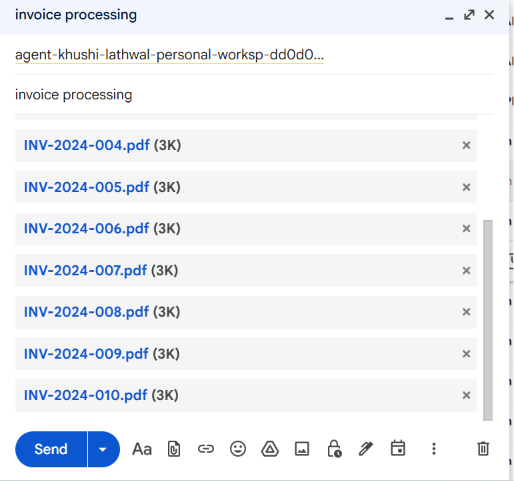 invoice processing
agent-khushi-lathwal-personal-worksp-dd0d0...
invoice processing
INV-2024-004.pdf (3K)
INV-2024-005.pdf (3K)
INV-2024-006.pdf (3K)
INV-2024-007.pdf (3K)
INV-2024-008.pdf (3K)
INV-2024-009.pdf (3K)
INV-2024-010.pdf (3K)
Send Aa